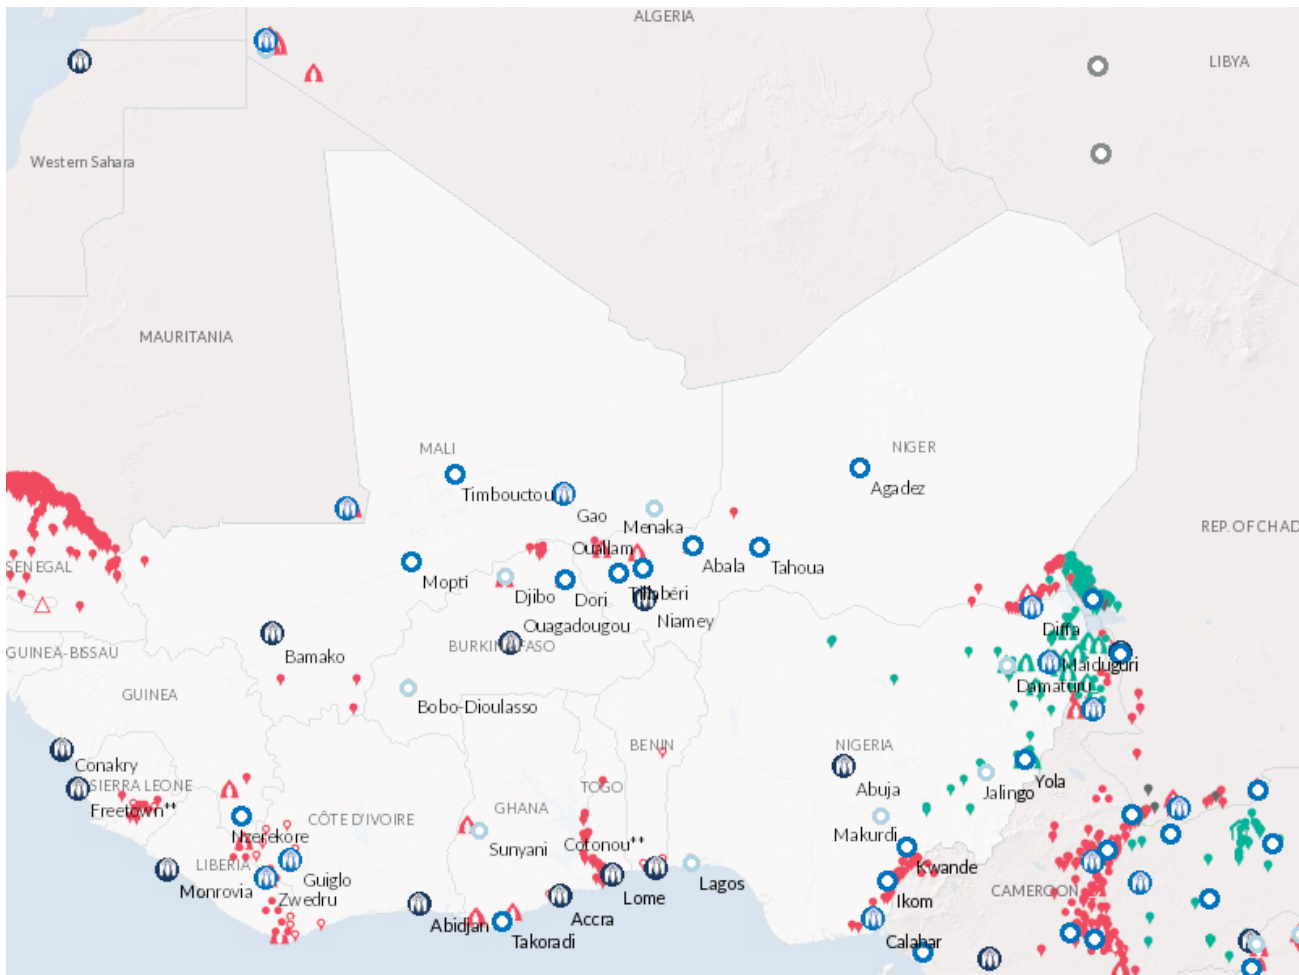 ALGERIA
LIBYA
Western Sahara
MAURITANIA
MALI
NIGER
Timbouctou
Agadez
Gao
Menaka
REP. OF CHAD
Ouallam
Abala
Tahoua
SENEGAL
Mopti
Djibo
Dori
Tillabéri
Ouagadougou
Niamey
Diffa
BURKINA FASO
GUINEA-BISSAU
Bamako
Maiduguri
Damaturu
GUINEA
Bobo-Dioulasso
BENIN
NIGERIA
Conakry
SIERRA LEONE
TOGO
Abuja
Yola
Jalingo
Freetown++
GHANA
CÔTE D'IVOIRE
Nzerekore
Makurdi
Sunyani
Cotonou++
LIBERIA
Guiglo
Kwande
Monrovia
Zwedru
Lome
Lagos
CAMEROON
Ikom
Abidjan
Accra
Takoradi
Calabar